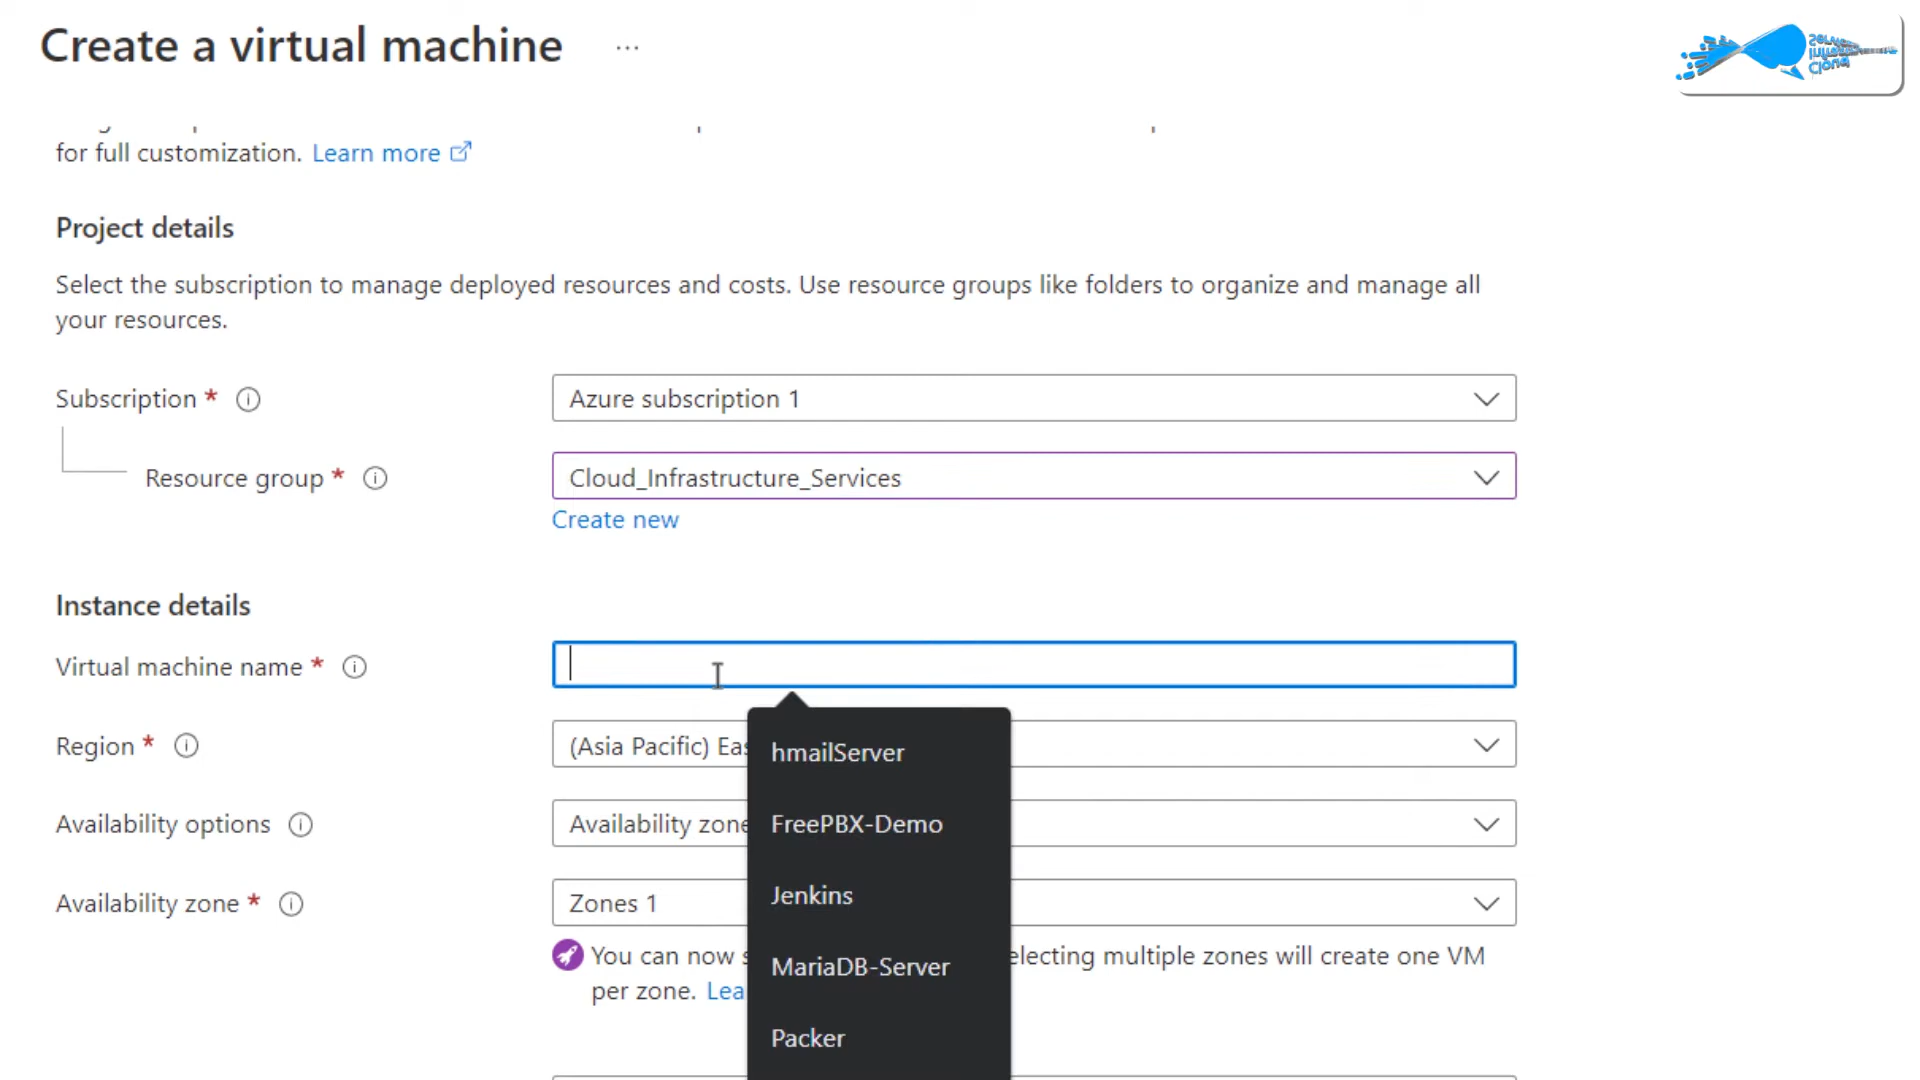 Create a virtual machine
...
for full customization. Learn more
Project details
Select the subscription to manage deployed resources and costs. Use resource groups like folders to organize and manage all
your resources.
Subscription *
Azure subscription 1
Resource group *
Cloud_Infrastructure_Services
Create new
Instance details
Virtual machine name *
Region *
(Asia Pacific) Eas
Availability options
Availability zone
Availability zone *
Zones 1
You can now s electing multiple zones will create one VM
per zone. Lea
hmailServer
FreePBX-Demo
Jenkins
MariaDB-Server
Packer